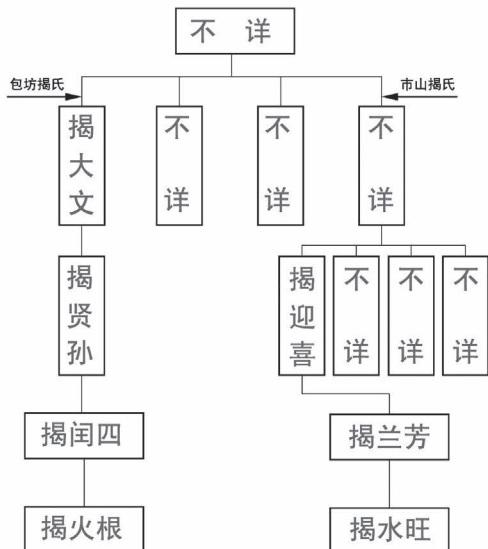 不详
包坊揭氏
市山揭氏
揭大文
不详
不详
不详
揭贤孙
揭迎喜
不详
不详
不详
揭闰四
揭兰芳
揭火根
揭水旺